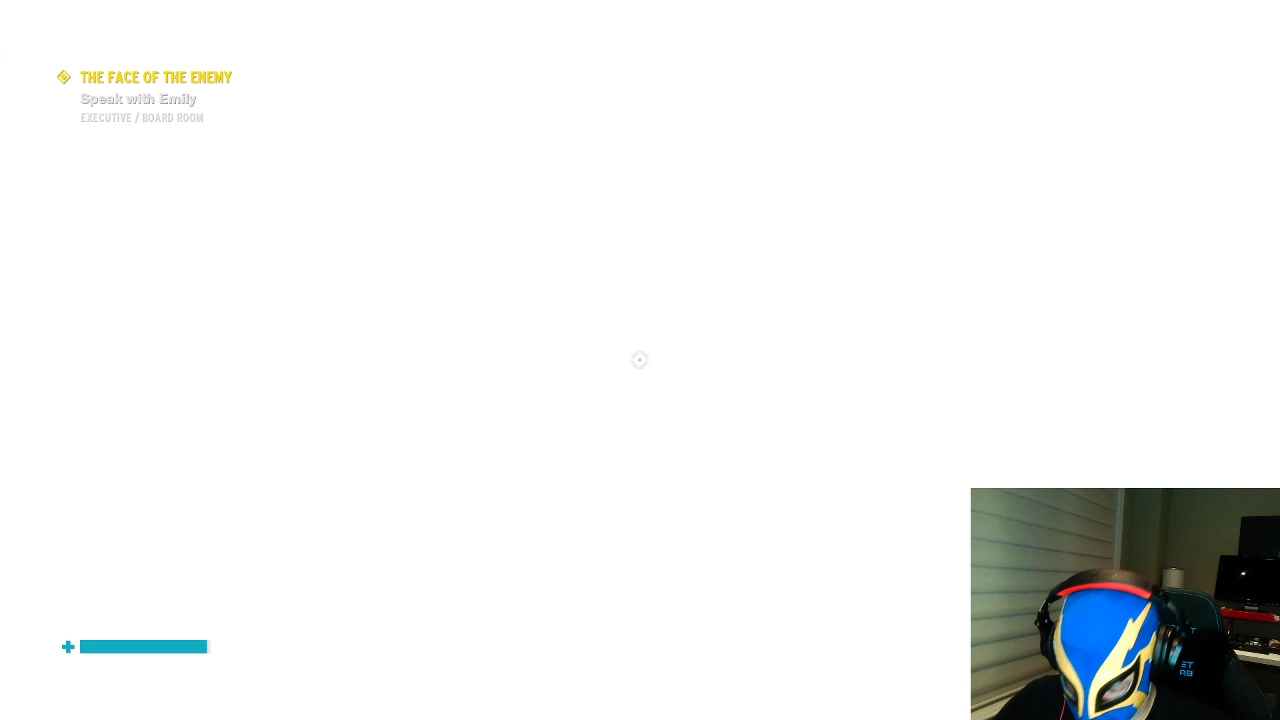 THE FACE OF THE ENEMY
Speak with Emily
EXECUTIVE / BOARD ROOM